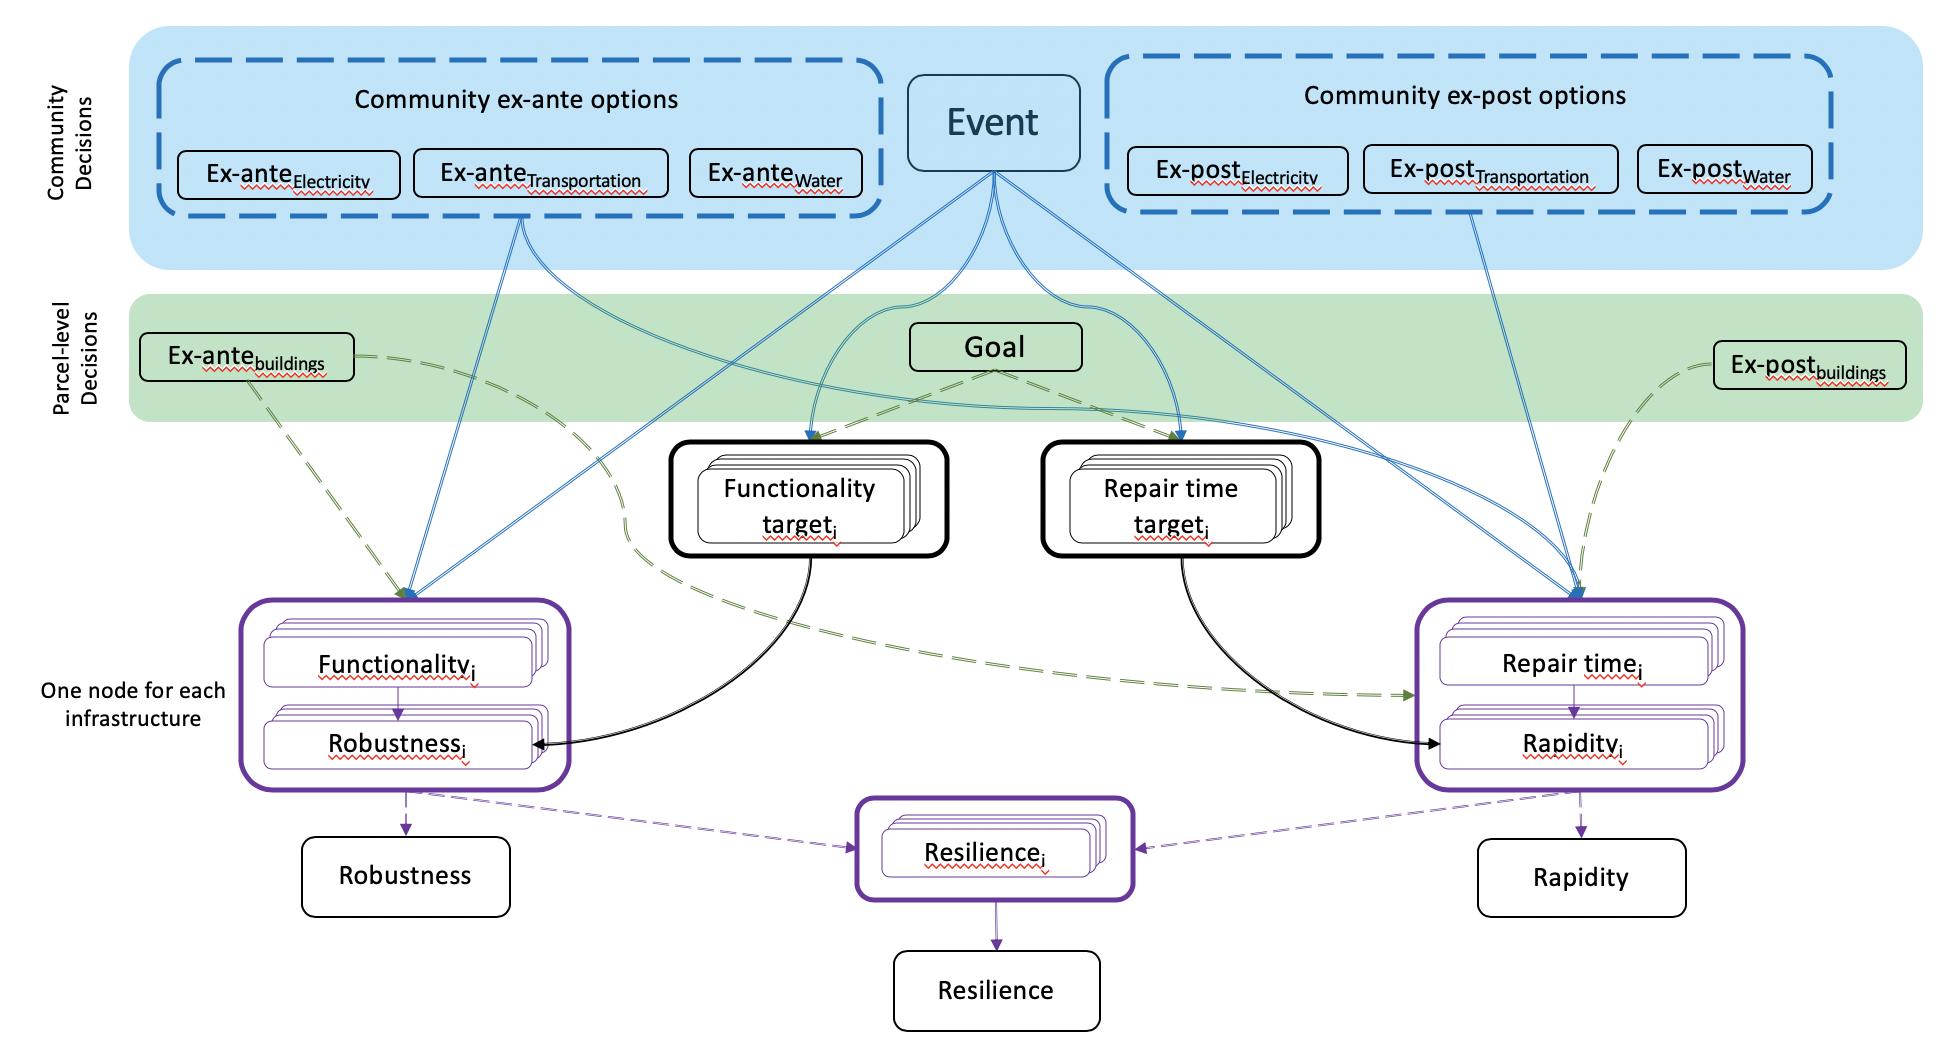 Community
Decisions
Community ex-ante options
Ex-ante Electricity
Ex-ante Transportation
Ex-ante Water
Event
Community ex-post options
Ex-post Electricity
Ex-post Transportation
Ex-post Water
Parcel-level
Decisions
Ex-ante buildings
Goal
Ex-post buildings
Functionality
target i
Repair time
target i
One node for each
infrastructure
Functionality i
Robustness i
Repair time i
Rapidity i
Resilience i
Robustness
Rapidity
Resilience